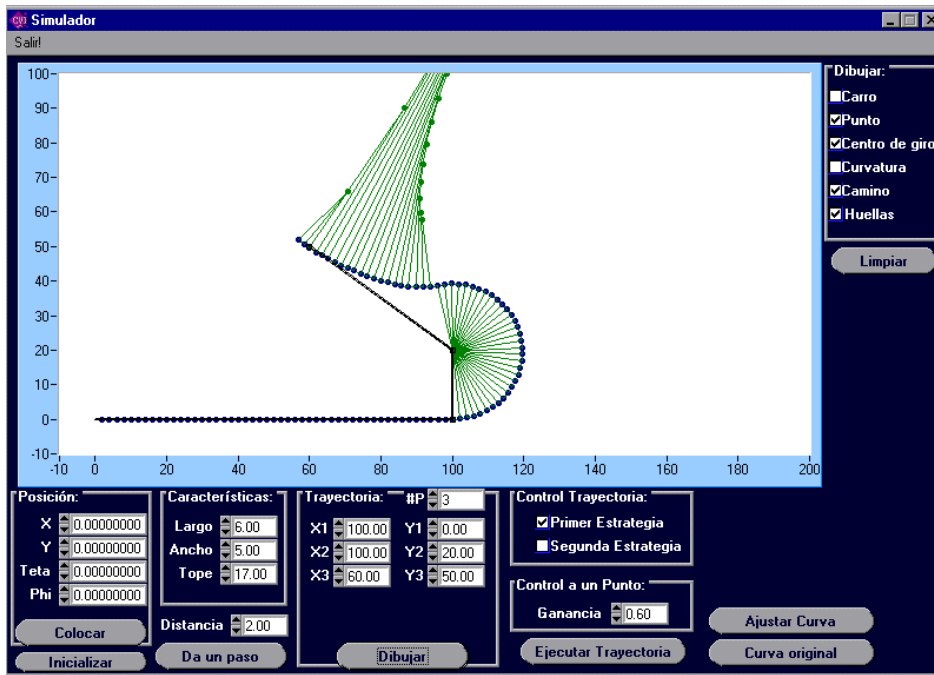 CVI Simulador
Salir!
Dibujar:
Carro
Punto
Centro de giro
Curvatura
Camino
Huellas
Limpiar
100
90
80
70
60
50
40
30
20
10
0
-10
-10 0 20 40 60 80 100 120 140 160 180 200
Posición:
X 0.00000000
Y 0.00000000
Teta 0.00000000
Phi 0.00000000
Colocar
Inicializar
Características:
Largo 6.00
Ancho 5.00
Tope 17.00
Distancia 2.00
Da un paso
Trayectoria: #P 3
X1 100.00 Y1 0.00
X2 100.00 Y2 20.00
X3 60.00 Y3 50.00
Dibujar
Control Trayectoria:
Primer Estrategia
Segunda Estrategia
Control a un Punto:
Ganancia 0.60
Ejecutar Trayectoria
Ajustar Curva
Curva original